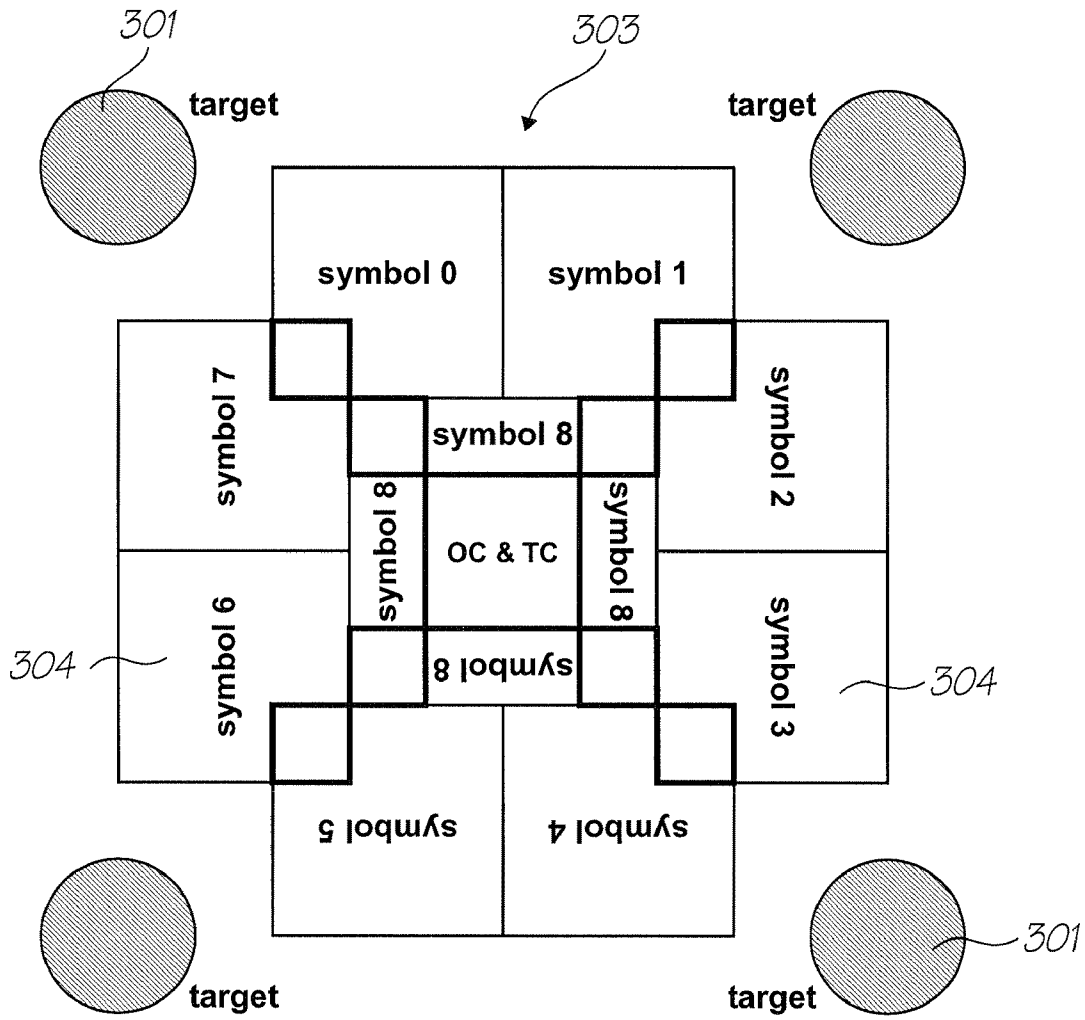 301
303
target
target
symbol 0
symbol 1
symbol 7
symbol 2
symbol 8
symbol 8
OC & TC
symbol 8
symbol 6
symbol 3
304
symbol 8
304
symbol 5
symbol 4
301
target
target